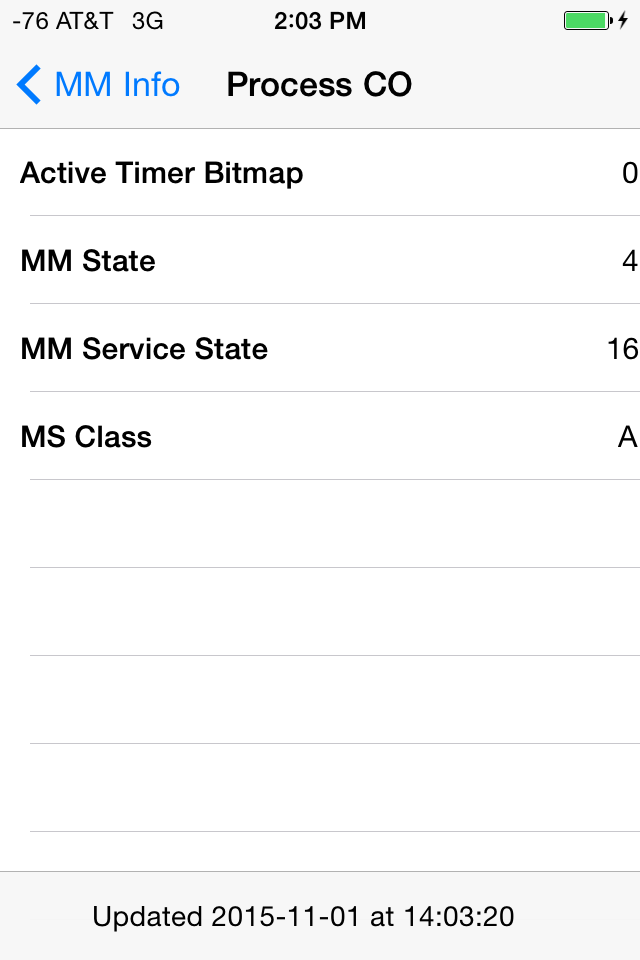 -76 AT&T 3G 2:03 PM
MM Info Process CO
Active Timer Bitmap 0
MM State 4
MM Service State 16
MS Class A
Updated 2015-11-01 at 14:03:20